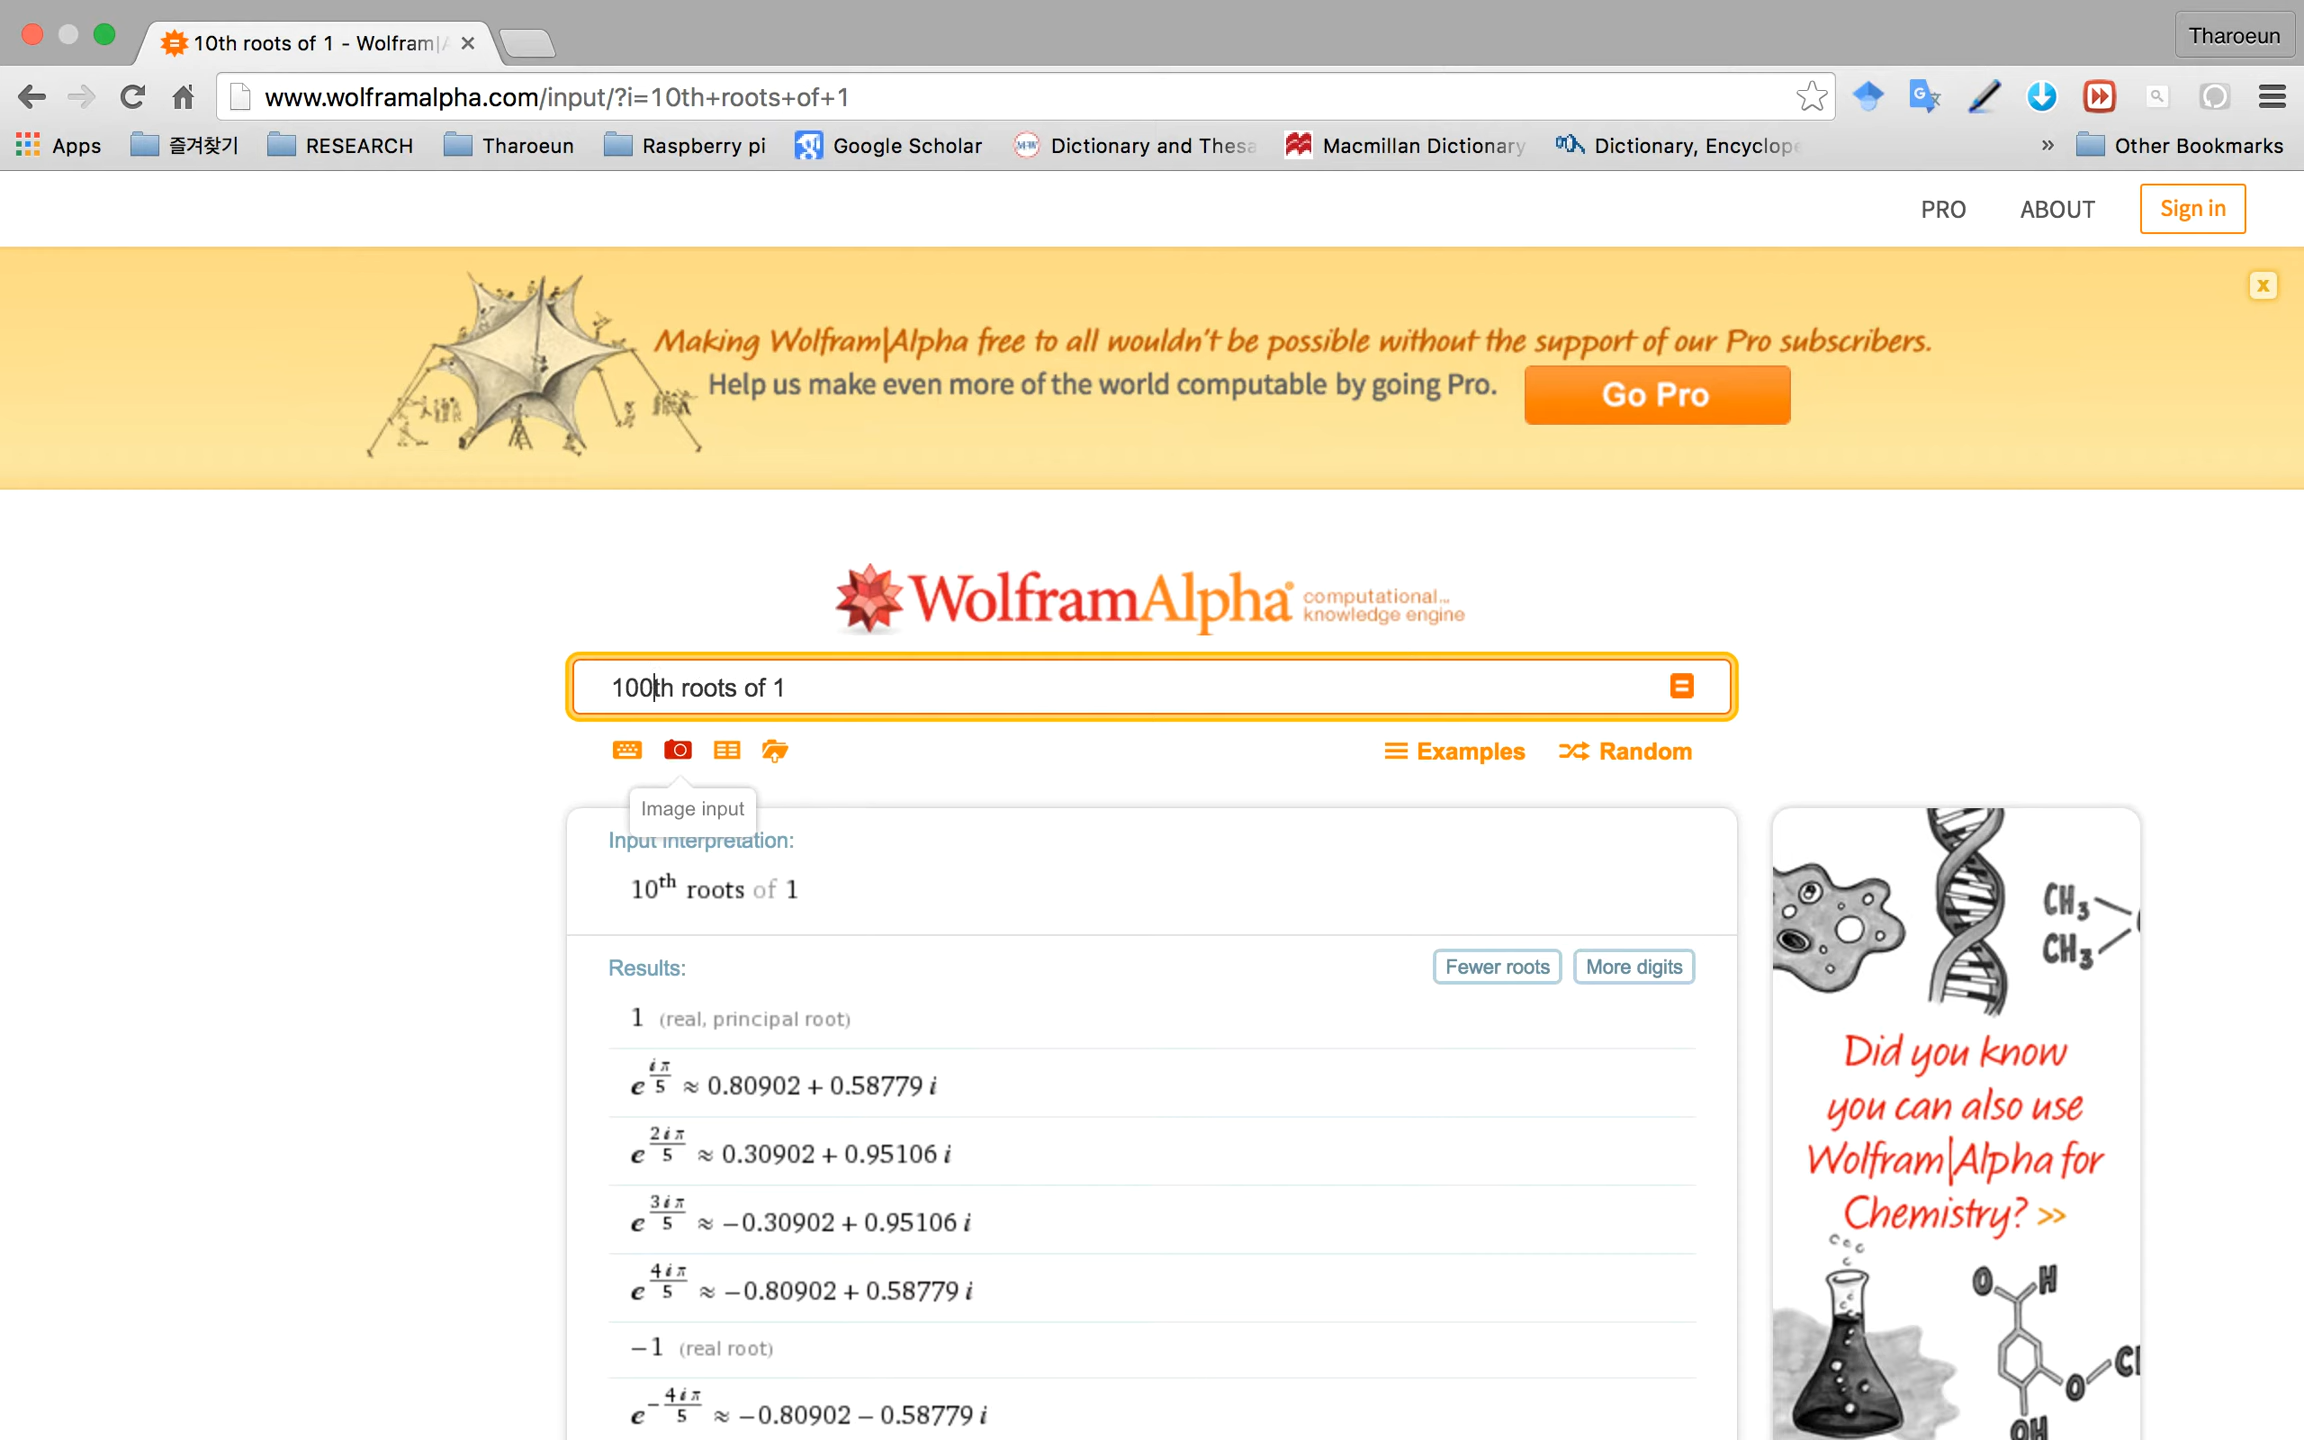 10th roots of 1 - Wolfram|A
Tharoeun
www.wolframalpha.com/input/?i=10th+roots+of+1
Apps
즐겨찾기
RESEARCH
Tharoeun
Raspberry pi
Google Scholar
Dictionary and Thesa
Macmillan Dictionary
Dictionary, Encyclope
»
Other Bookmarks
PRO
ABOUT
Sign in
x
Making Wolfram|Alpha free to all wouldn't be possible without the support of our Pro subscribers.
Help us make even more of the world computable by going Pro.
Go Pro
WolframAlpha computational... knowledge engine
100th roots of 1
Examples
Random
Image input
Input interpretation:
10^th roots of 1
Results:
Fewer roots
More digits
1 (real, principal root)
e^(iπ/5) ≈ 0.80902 + 0.58779 i
e^(2iπ/5) ≈ 0.30902 + 0.95106 i
e^(3iπ/5) ≈ −0.30902 + 0.95106 i
e^(4iπ/5) ≈ −0.80902 + 0.58779 i
−1 (real root)
e^(−4iπ/5) ≈ −0.80902 − 0.58779 i
CH3
CH3
Did you know
you can also use
Wolfram|Alpha for
Chemistry? >>
O
H
O
Cl
OH